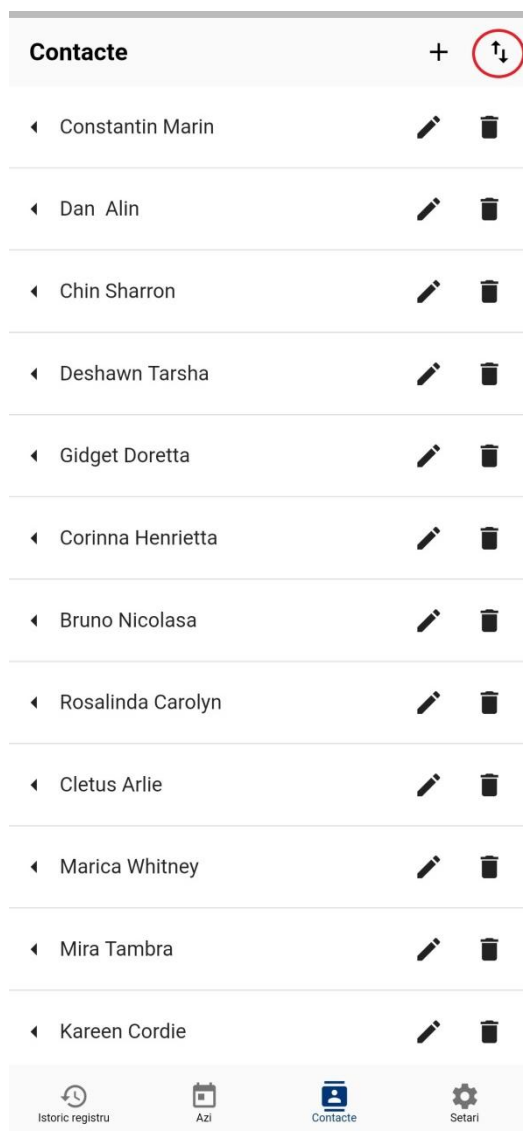 Contacte
Constantin Marin
Dan  Alin
Chin Sharron
Deshawn Tarsha
Gidget Doretta
Corinna Henrietta
Bruno Nicolasa
Rosalinda Carolyn
Cletus Arlie
Marica Whitney
Mira Tambra
Kareen Cordie
Istoric registru Azi Contacte Setari